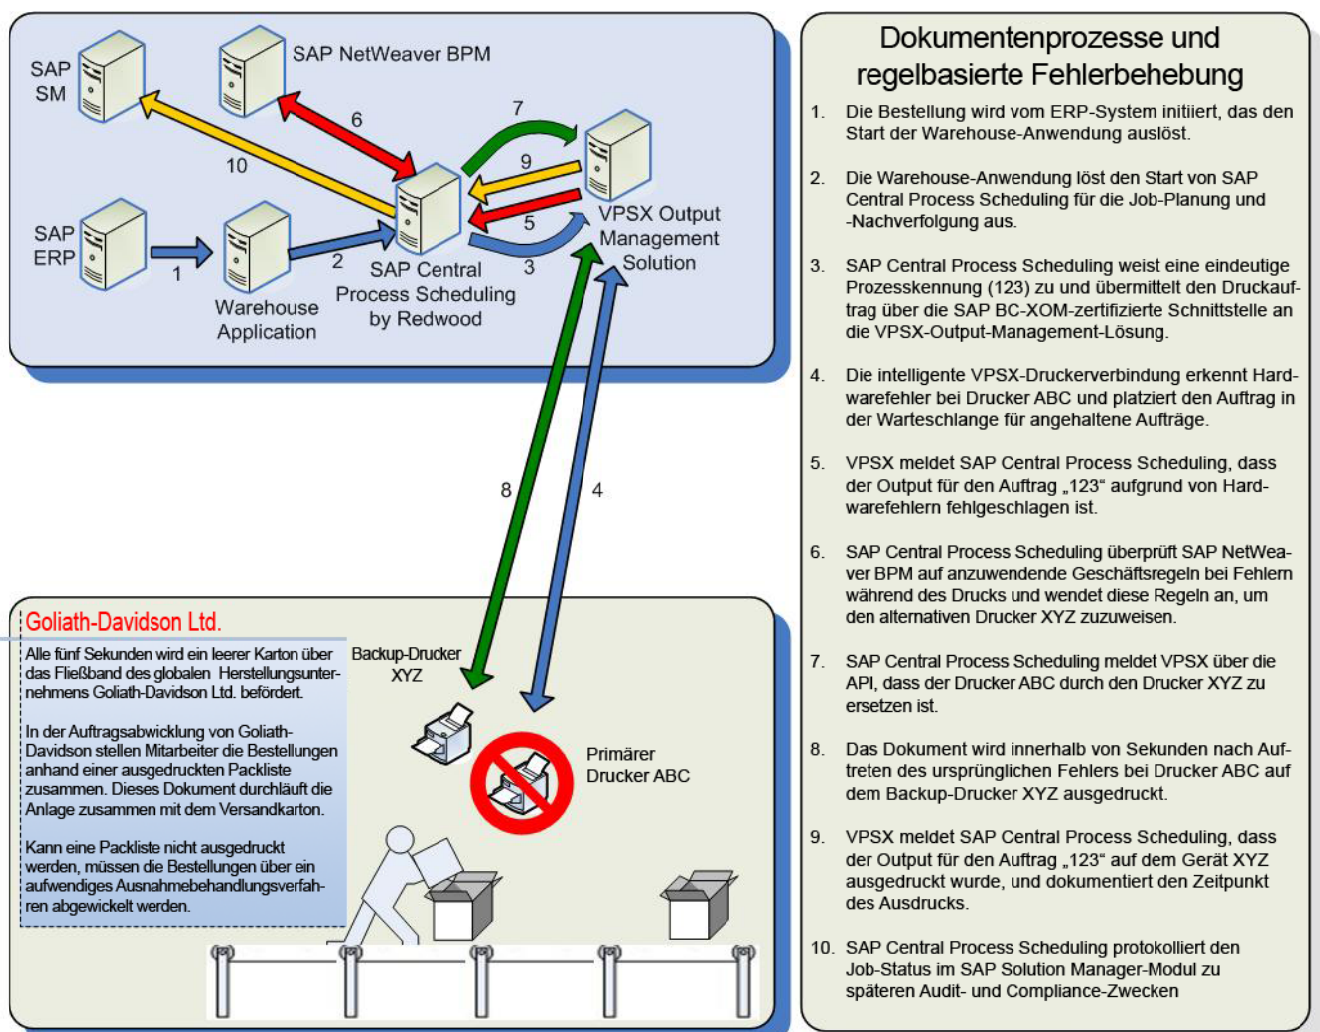 SAP
SM
SAP NetWeaver BPM
6
7
10
9
5
SAP
ERP
1
2
3
Warehouse
Application
SAP Central
Process Scheduling
by Redwood
VPSX Output
Management
Solution
8
4
Goliath-Davidson Ltd.
Alle fünf Sekunden wird ein leerer Karton über
das Fließband des globalen Herstellungsunter-
nehmens Goliath-Davidson Ltd. befördert.
In der Auftragsabwicklung von Goliath-
Davidson stellen Mitarbeiter die Bestellungen
anhand einer ausgedruckten Packliste
zusammen. Dieses Dokument durchläuft die
Anlage zusammen mit dem Versandkarton.
Kann eine Packliste nicht ausgedruckt
werden, müssen die Bestellungen über ein
aufwendiges Ausnahmebehandlungsverfah-
ren abgewickelt werden.
Backup-Drucker
XYZ
Primärer
Drucker ABC
Dokumentenprozesse und
regelbasierte Fehlerbehebung
1. Die Bestellung wird vom ERP-System initiiert, das den
Start der Warehouse-Anwendung auslöst.
2. Die Warehouse-Anwendung löst den Start von SAP
Central Process Scheduling für die Job-Planung und
-Nachverfolgung aus.
3. SAP Central Process Scheduling weist eine eindeutige
Prozesskennung (123) zu und übermittelt den Druckauf-
trag über die SAP BC-XOM-zertifizierte Schnittstelle an
die VPSX-Output-Management-Lösung.
4. Die intelligente VPSX-Druckerverbindung erkennt Hard-
warefehler bei Drucker ABC und platziert den Auftrag in
der Warteschlange für angehaltene Aufträge.
5. VPSX meldet SAP Central Process Scheduling, dass
der Output für den Auftrag „123“ aufgrund von Hard-
warefehlern fehlgeschlagen ist.
6. SAP Central Process Scheduling überprüft SAP NetWea-
ver BPM auf anzuwendende Geschäftsregeln bei Fehlern
während des Drucks und wendet diese Regeln an, um
den alternativen Drucker XYZ zuzuweisen.
7. SAP Central Process Scheduling meldet VPSX über die
API, dass der Drucker ABC durch den Drucker XYZ zu
ersetzen ist.
8. Das Dokument wird innerhalb von Sekunden nach Auf-
treten des ursprünglichen Fehlers bei Drucker ABC auf
dem Backup-Drucker XYZ ausgedruckt.
9. VPSX meldet SAP Central Process Scheduling, dass
der Output für den Auftrag „123“ auf dem Gerät XYZ
ausgedruckt wurde, und dokumentiert den Zeitpunkt
des Ausdrucks.
10. SAP Central Process Scheduling protokolliert den
Job-Status im SAP Solution Manager-Modul zu
späteren Audit- und Compliance-Zwecken